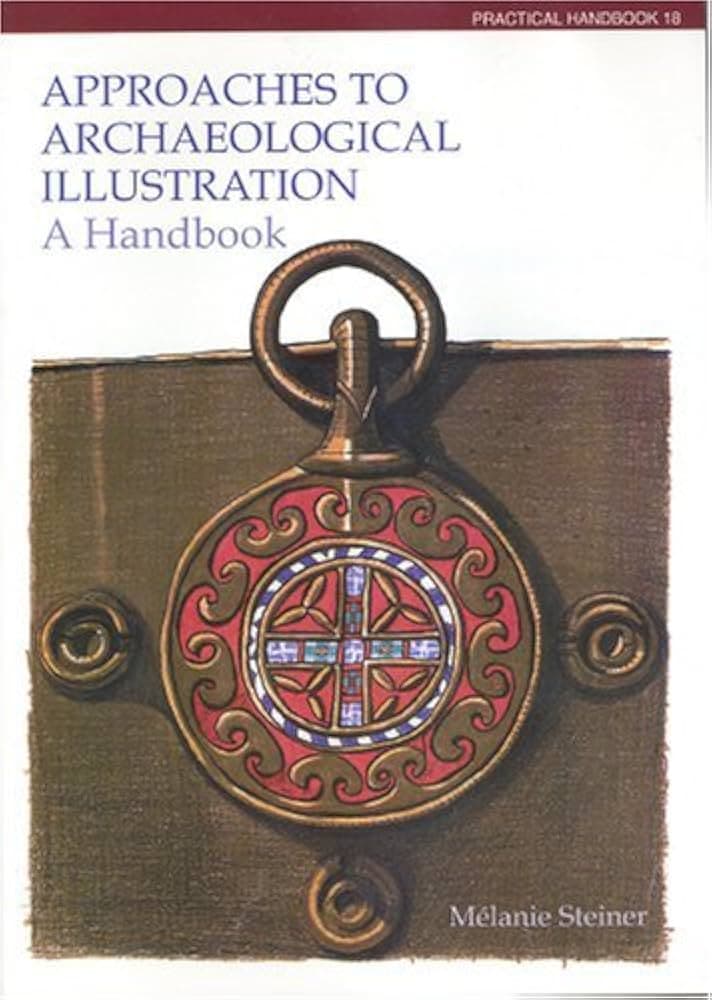 PRACTICAL HANDBOOK 18
APPROACHES TO
ARCHAEOLOGICAL
ILLUSTRATION
A Handbook
Mélanie Steiner